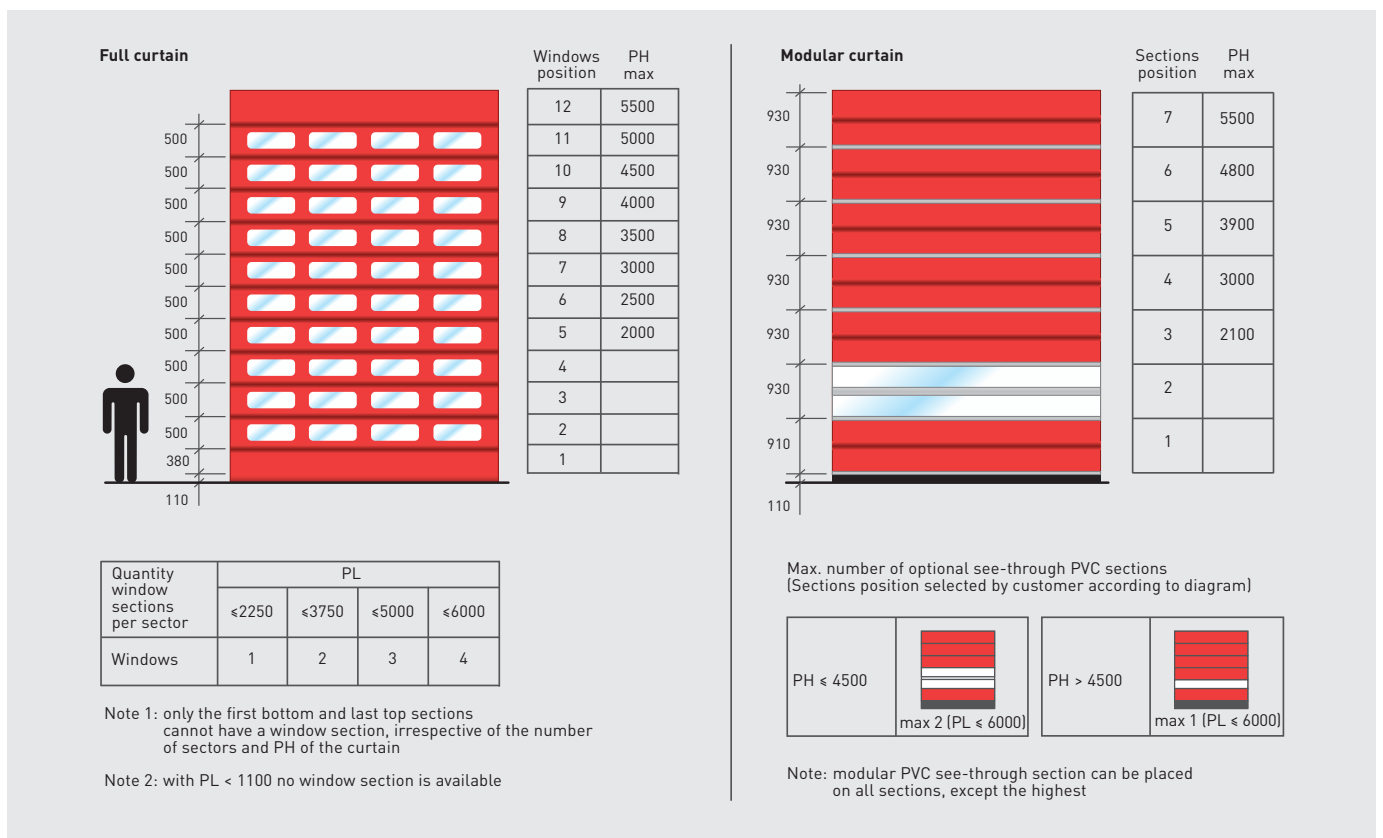 Full curtain
Windows position
PH max
12 5500
11 5000
10 4500
9 4000
8 3500
7 3000
6 2500
5 2000
4
3
2
1
500
500
500
500
500
500
500
500
500
500
380
110
Quantity window sections per sector
PL
⩽2250 ⩽3750 ⩽5000 ⩽6000
Windows 1 2 3 4
Note 1: only the first bottom and last top sections
cannot have a window section, irrespective of the number
of sectors and PH of the curtain
Note 2: with PL < 1100 no window section is available
Modular curtain
Sections position
PH max
7 5500
6 4800
5 3900
4 3000
3 2100
2
1
930
930
930
930
930
930
910
110
Max. number of optional see-through PVC sections
(Sections position selected by customer according to diagram)
PH ⩽ 4500
max 2 (PL ⩽ 6000)
PH > 4500
max 1 (PL ⩽ 6000)
Note: modular PVC see-through section can be placed
on all sections, except the highest